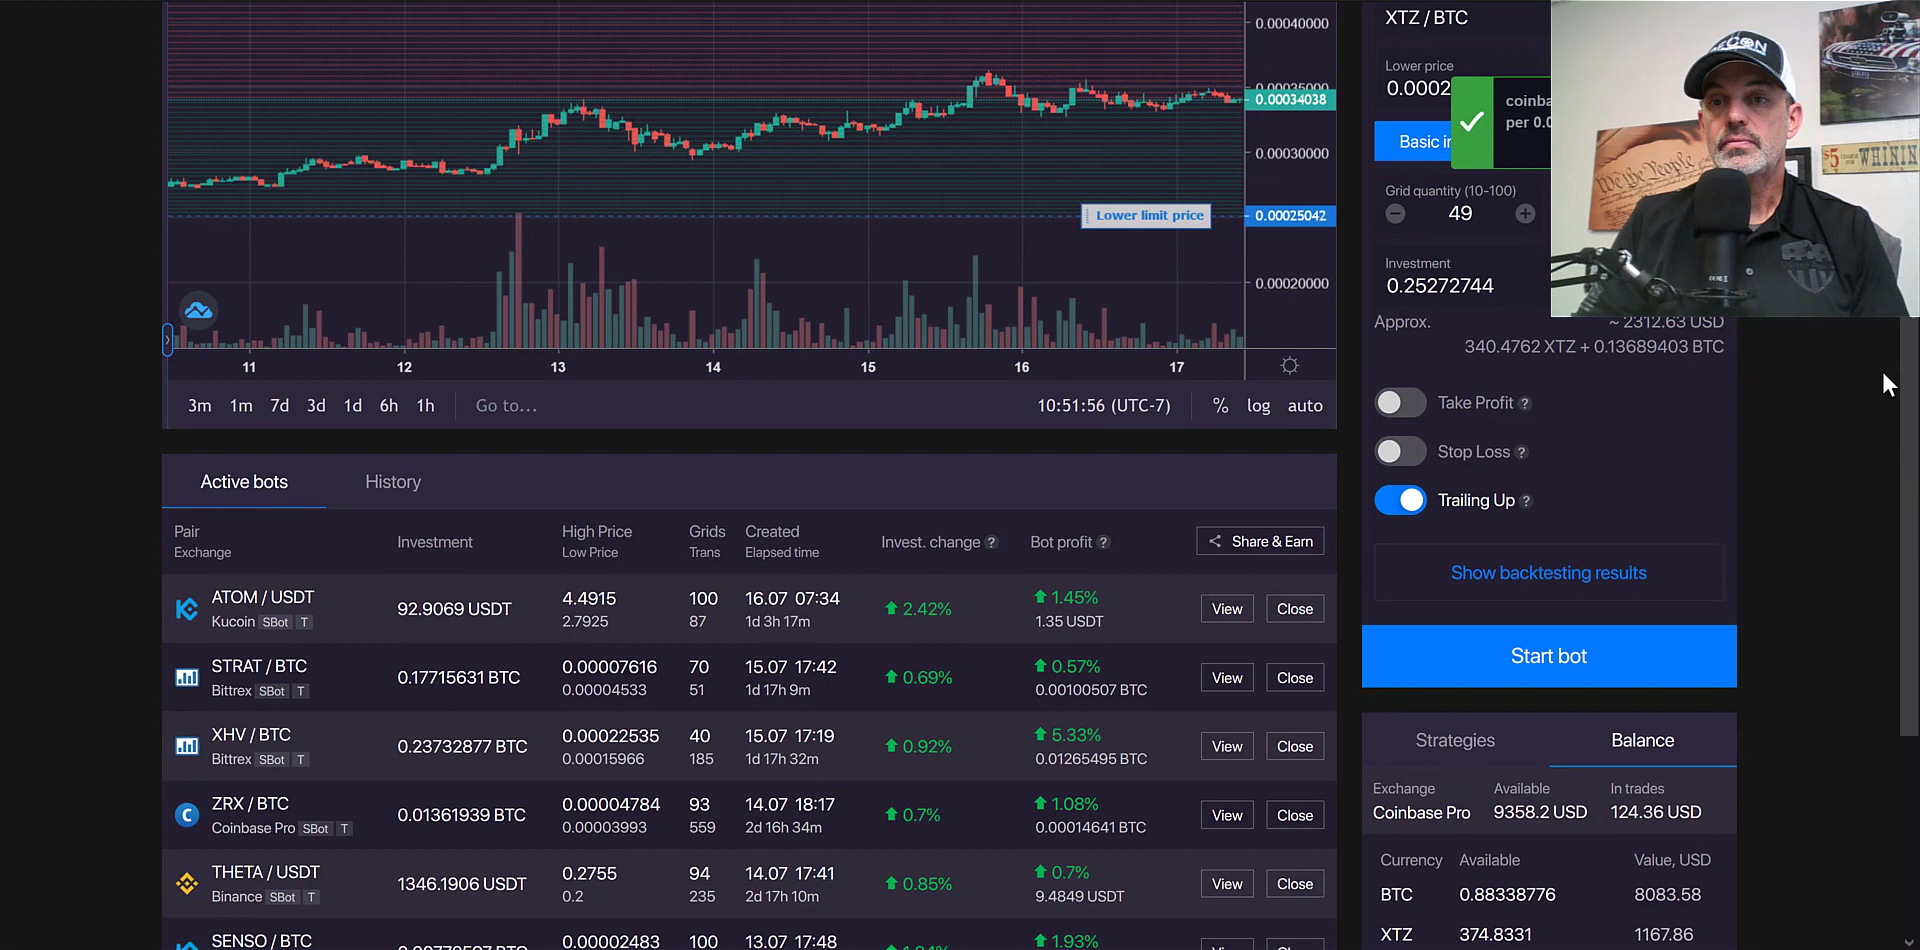 0.00040000
0.00035000
0.00034038
0.00030000
Lower limit price
0.00025042
0.00020000
11 12 13 14 15 16 17
3m 1m 7d 3d 1d 6h 1h Go to... 10:51:56 (UTC-7) % log auto
XTZ / BTC
Lower price
0.0002
coinba
per 0.0
Basic in
Grid quantity (10-100)
49
Investment
0.25272744
Approx. ~ 2312.63 USD
340.4762 XTZ + 0.13689403 BTC
Take Profit ?
Stop Loss ?
Trailing Up ?
Show backtesting results
Start bot
We the People
$5
WHINING
Active bots History
Pair
Exchange
Investment
High Price
Low Price
Grids
Trans
Created
Elapsed time
Invest. change ?
Bot profit ?
Share & Earn
ATOM / USDT
Kucoin SBot T
92.9069 USDT
4.4915
2.7925
100
87
16.07 07:34
1d 3h 17m
2.42%
1.45%
1.35 USDT
View Close
STRAT / BTC
Bittrex SBot T
0.17715631 BTC
0.00007616
0.00004533
70
51
15.07 17:42
1d 17h 9m
0.69%
0.57%
0.00100507 BTC
View Close
XHV / BTC
Bittrex SBot T
0.23732877 BTC
0.00022535
0.00015966
40
185
15.07 17:19
1d 17h 32m
0.92%
5.33%
0.01265495 BTC
View Close
ZRX / BTC
Coinbase Pro SBot T
0.01361939 BTC
0.00004784
0.00003993
93
559
14.07 18:17
2d 16h 34m
0.7%
1.08%
0.00014641 BTC
View Close
THETA / USDT
Binance SBot T
1346.1906 USDT
0.2755
0.2
94
235
14.07 17:41
2d 17h 10m
0.85%
0.7%
9.4849 USDT
View Close
SENSO / BTC
0.00002483
100
13.07 17:48
1.93%
Strategies Balance
Exchange Available In trades
Coinbase Pro 9358.2 USD 124.36 USD
Currency Available Value, USD
BTC 0.88338776 8083.58
XTZ 374.8331 1167.86